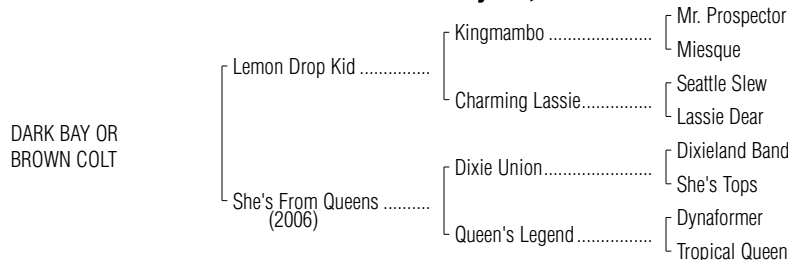 DARK BAY OR
BROWN COLT
Lemon Drop Kid ...............
She's From Queens ..........
(2006)
Kingmambo .....................
Charming Lassie..............
Dixie Union......................
Queen's Legend...............
Mr. Prospector
Miesque
Seattle Slew
Lassie Dear
Dixieland Band
She's Tops
Dynaformer
Tropical Queen